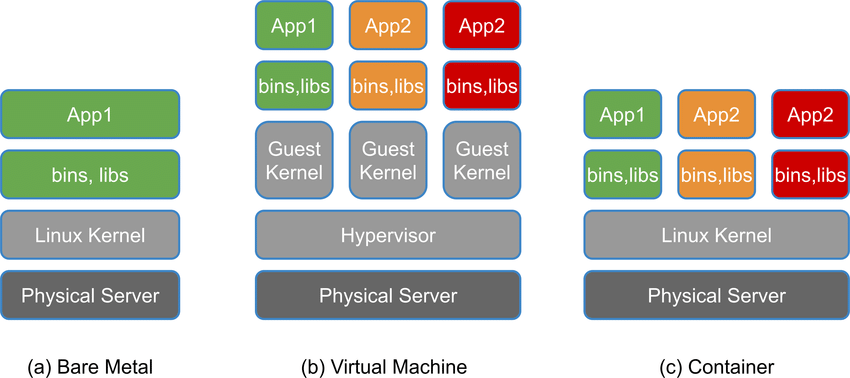 App1
bins, libs
Linux Kernel
Physical Server
(a) Bare Metal
App1
App2
App2
bins,libs
bins,libs
bins,libs
Guest
Kernel
Guest
Kernel
Guest
Kernel
Hypervisor
Physical Server
(b) Virtual Machine
App1
App2
App2
bins,libs
bins,libs
bins,libs
Linux Kernel
Physical Server
(c) Container